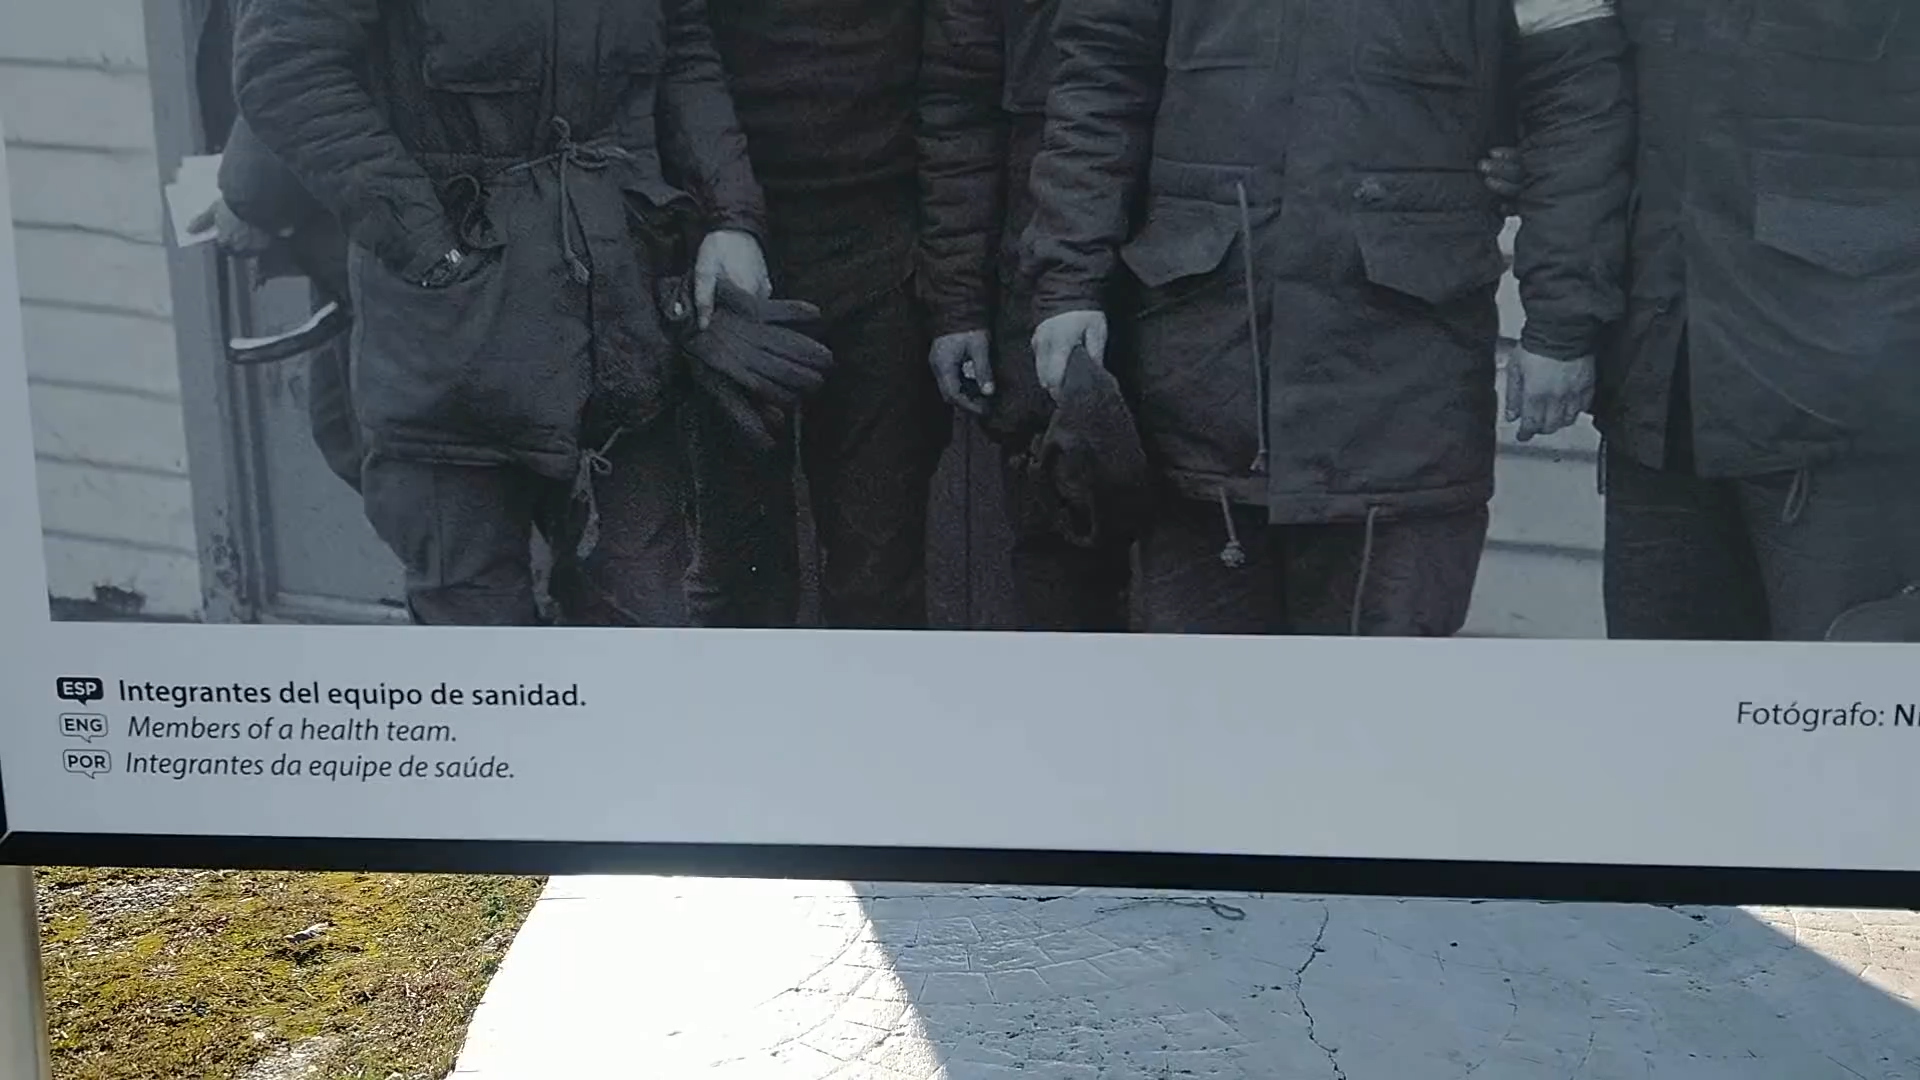 ESP Integrantes del equipo de sanidad.
ENG Members of a health team.
POR Integrantes da equipe de saúde.
Fotógrafo: